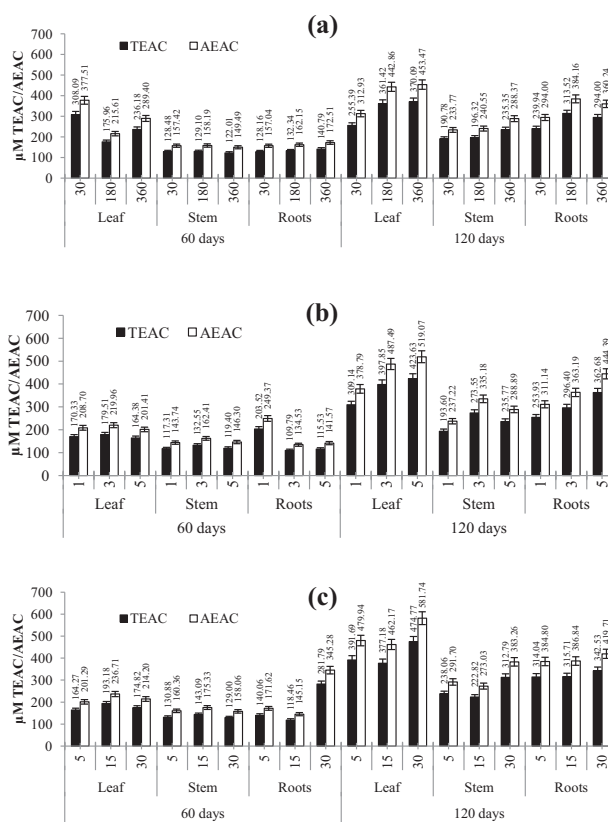 (a)
µM TEAC/AEAC
700
600
500
400
300
200
100
0
TEAC AEAC
308.09 377.51 175.96 215.61 236.18 289.40 128.48 157.42 129.10 158.19 122.01 149.49 128.16 157.04 132.34 162.15 140.79 172.51 255.39 312.93 361.42 442.86 370.09 453.47 190.78 233.77 196.32 240.55 235.35 288.37 239.94 294.00 313.52 384.16 294.00 360.24
30 180 360 30 180 360 30 180 360 30 180 360 30 180 360 30 180 360
Leaf Stem Roots Leaf Stem Roots
60 days 120 days
(b)
µM TEAC/AEAC
700
600
500
400
300
200
100
0
TEAC AEAC
170.33 208.70 179.51 219.96 164.38 201.41 117.31 143.74 132.55 162.41 119.40 146.30 203.52 249.37 109.79 134.53 115.53 141.57 309.14 378.79 397.85 487.49 423.63 519.07 193.60 237.22 273.55 335.18 235.77 288.89 253.93 311.14 296.40 363.19 362.68 444.39
1 3 5 1 3 5 1 3 5 1 3 5 1 3 5 1 3 5
Leaf Stem Roots Leaf Stem Roots
60 days 120 days
(c)
µM TEAC/AEAC
700
600
500
400
300
200
100
0
TEAC AEAC
164.27 201.29 193.18 236.71 174.82 214.20 130.88 160.36 143.09 175.33 129.00 158.06 140.06 171.62 118.46 145.15 281.79 345.28 391.69 479.94 377.18 462.17 474.77 581.74 238.06 291.70 222.82 273.03 312.79 383.26 314.04 384.80 315.71 386.84 342.53 419.71
5 15 30 5 15 30 5 15 30 5 15 30 5 15 30 5 15 30
Leaf Stem Roots Leaf Stem Roots
60 days 120 days